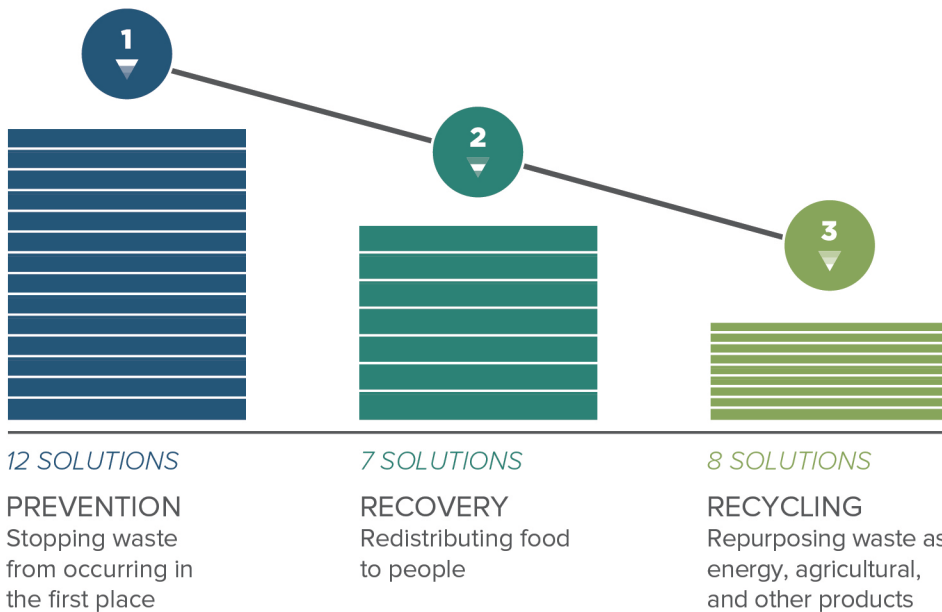 1
2
3
12 SOLUTIONS
PREVENTION
Stopping waste
from occurring in
the first place
7 SOLUTIONS
RECOVERY
Redistributing food
to people
8 SOLUTIONS
RECYCLING
Repurposing waste as
energy, agricultural,
and other products